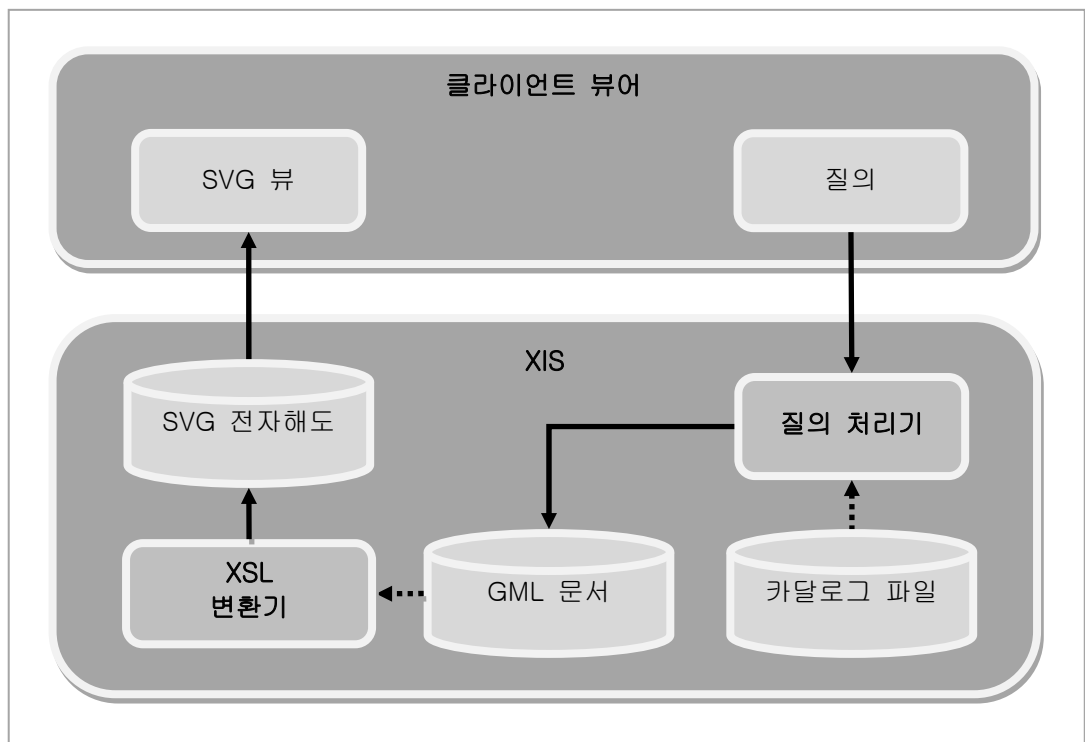 클라이언트 뷰어
SVG 뷰
질의
XIS
SVG 전자해도
질의 처리기
XSL
변환기
GML 문서
카달로그 파일